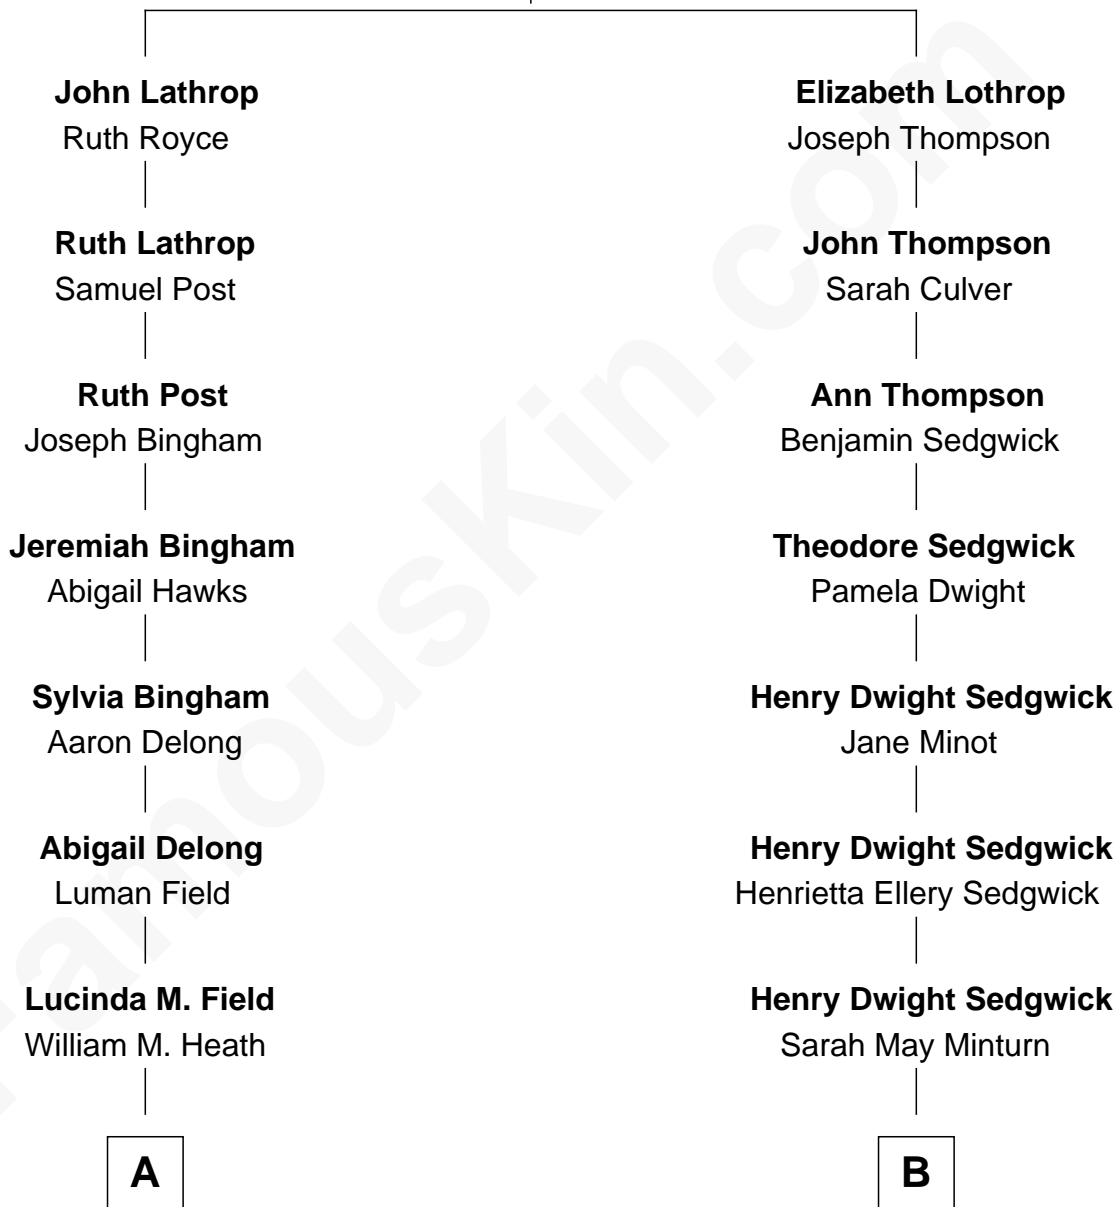 John Lathrop
Ruth Royce
Ruth Lathrop
Samuel Post
Ruth Post
Joseph Bingham
Jeremiah Bingham
Abigail Hawks
Sylvia Bingham
Aaron Delong
Abigail Delong
Luman Field
Lucinda M. Field
William M. Heath
A
Elizabeth Lothrop
Joseph Thompson
John Thompson
Sarah Culver
Ann Thompson
Benjamin Sedgwick
Theodore Sedgwick
Pamela Dwight
Henry Dwight Sedgwick
Jane Minot
Henry Dwight Sedgwick
Henrietta Ellery Sedgwick
Henry Dwight Sedgwick
Sarah May Minturn
B
FamousKin.com